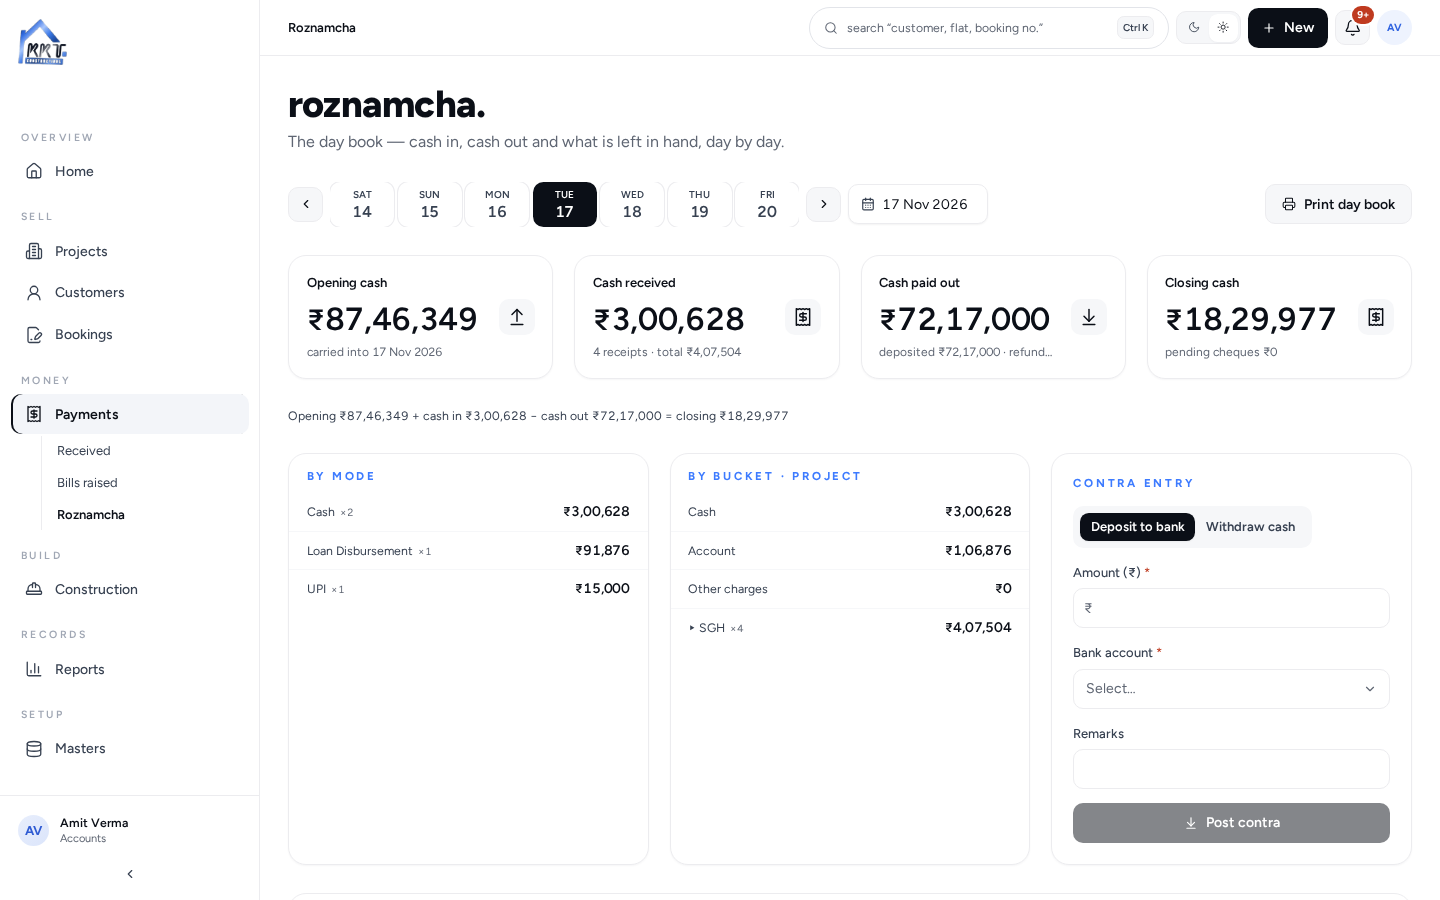 RRT
CONSTRUCTIONS
Roznamcha
search “customer, flat, booking no.”
Ctrl K
New
9+
AV
OVERVIEW
Home
SELL
Projects
Customers
Bookings
MONEY
Payments
Received
Bills raised
Roznamcha
BUILD
Construction
RECORDS
Reports
SETUP
Masters
AV
Amit Verma
Accounts
roznamcha.
The day book — cash in, cash out and what is left in hand, day by day.
SAT 14
SUN 15
MON 16
TUE 17
WED 18
THU 19
FRI 20
17 Nov 2026
Print day book
Opening cash
₹87,46,349
carried into 17 Nov 2026
Cash received
₹3,00,628
4 receipts · total ₹4,07,504
Cash paid out
₹72,17,000
deposited ₹72,17,000 · refund…
Closing cash
₹18,29,977
pending cheques ₹0
Opening ₹87,46,349 + cash in ₹3,00,628 − cash out ₹72,17,000 = closing ₹18,29,977
BY MODE
Cash ×2 ₹3,00,628
Loan Disbursement ×1 ₹91,876
UPI ×1 ₹15,000
BY BUCKET · PROJECT
Cash ₹3,00,628
Account ₹1,06,876
Other charges ₹0
SGH ×4 ₹4,07,504
CONTRA ENTRY
Deposit to bank
Withdraw cash
Amount (₹) *
₹
Bank account *
Select…
Remarks
Post contra